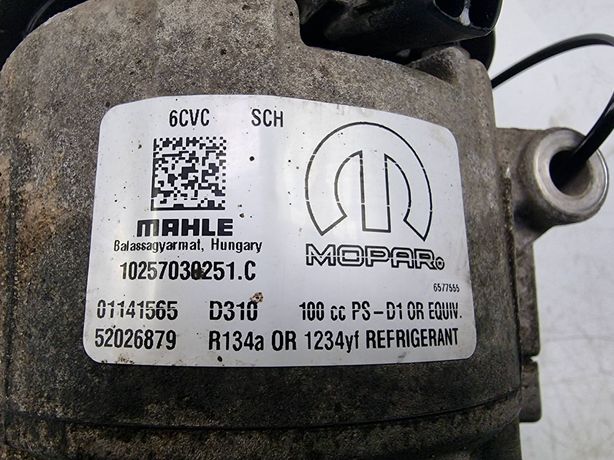 6CVC SCH
MAHLE
Balassagyarmat, Hungary
10257030251.C
MOPAR®
6577555
01141565 D310 100 cc PS-D1 OR EQUIV.
52026879 R134a OR 1234yf REFRIGERANT